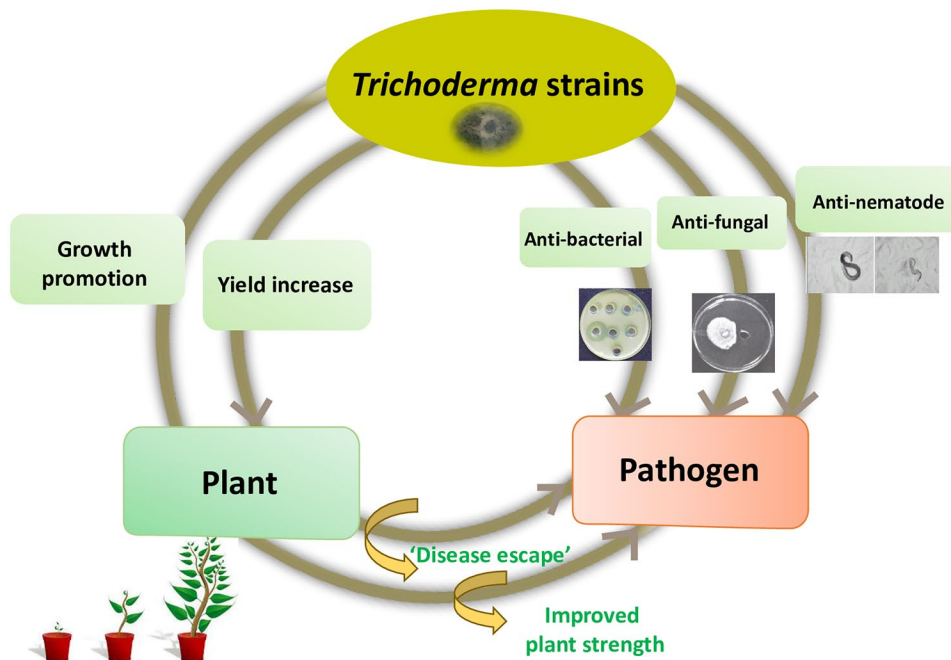 Trichoderma strains
Growth
promotion
Yield increase
Anti-bacterial
Anti-fungal
Anti-nematode
Plant
Pathogen
‘Disease escape’
Improved
plant strength